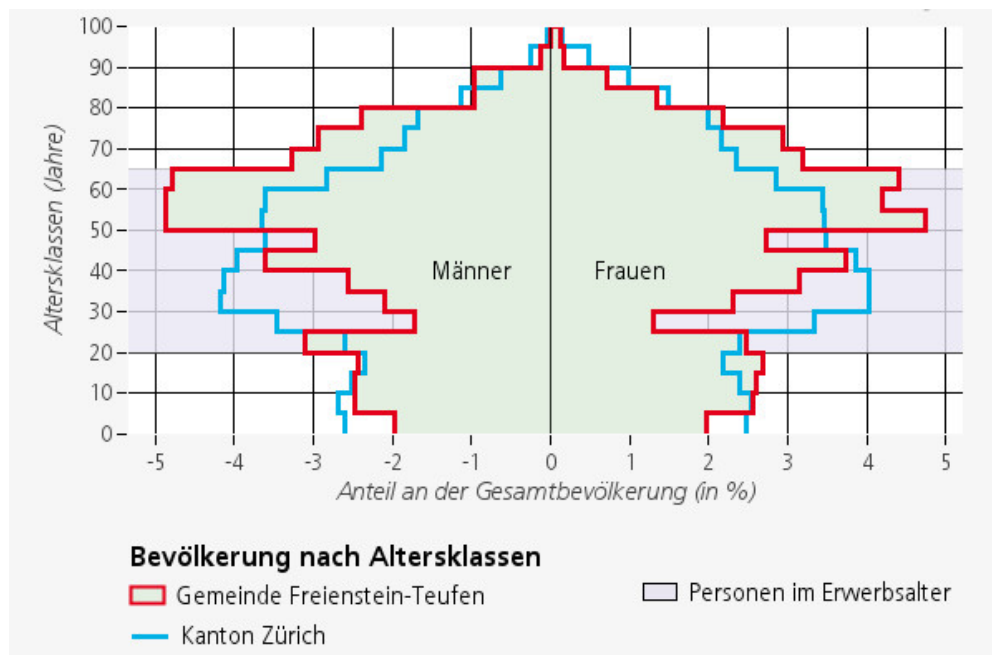 100
90
80
70
60
50
40
30
20
10
0
Altersklassen (Jahre)
Männer Frauen
-5 -4 -3 -2 -1 0 1 2 3 4 5
Anteil an der Gesamtbevölkerung (in %)
Bevölkerung nach Altersklassen
Gemeinde Freienstein-Teufen
Personen im Erwerbsalter
Kanton Zürich